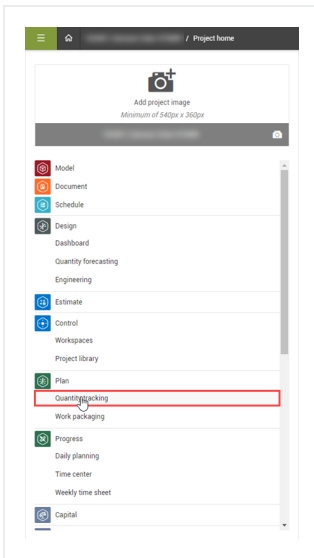 / Project home
Add project image
Minimum of 540px x 360px
Model
Document
Schedule
Design
Dashboard
Quantity forecasting
Engineering
Estimate
Control
Workspaces
Project library
Plan
Quantity tracking
Work packaging
Progress
Daily planning
Time center
Weekly time sheet
Capital